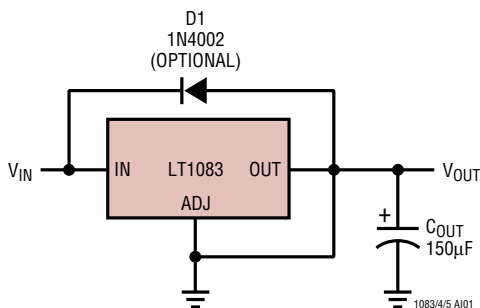 D1
1N4002
(OPTIONAL)
VIN
IN
LT1083
OUT
VOUT
ADJ
+
COUT
150µF
1083/4/5 AI01